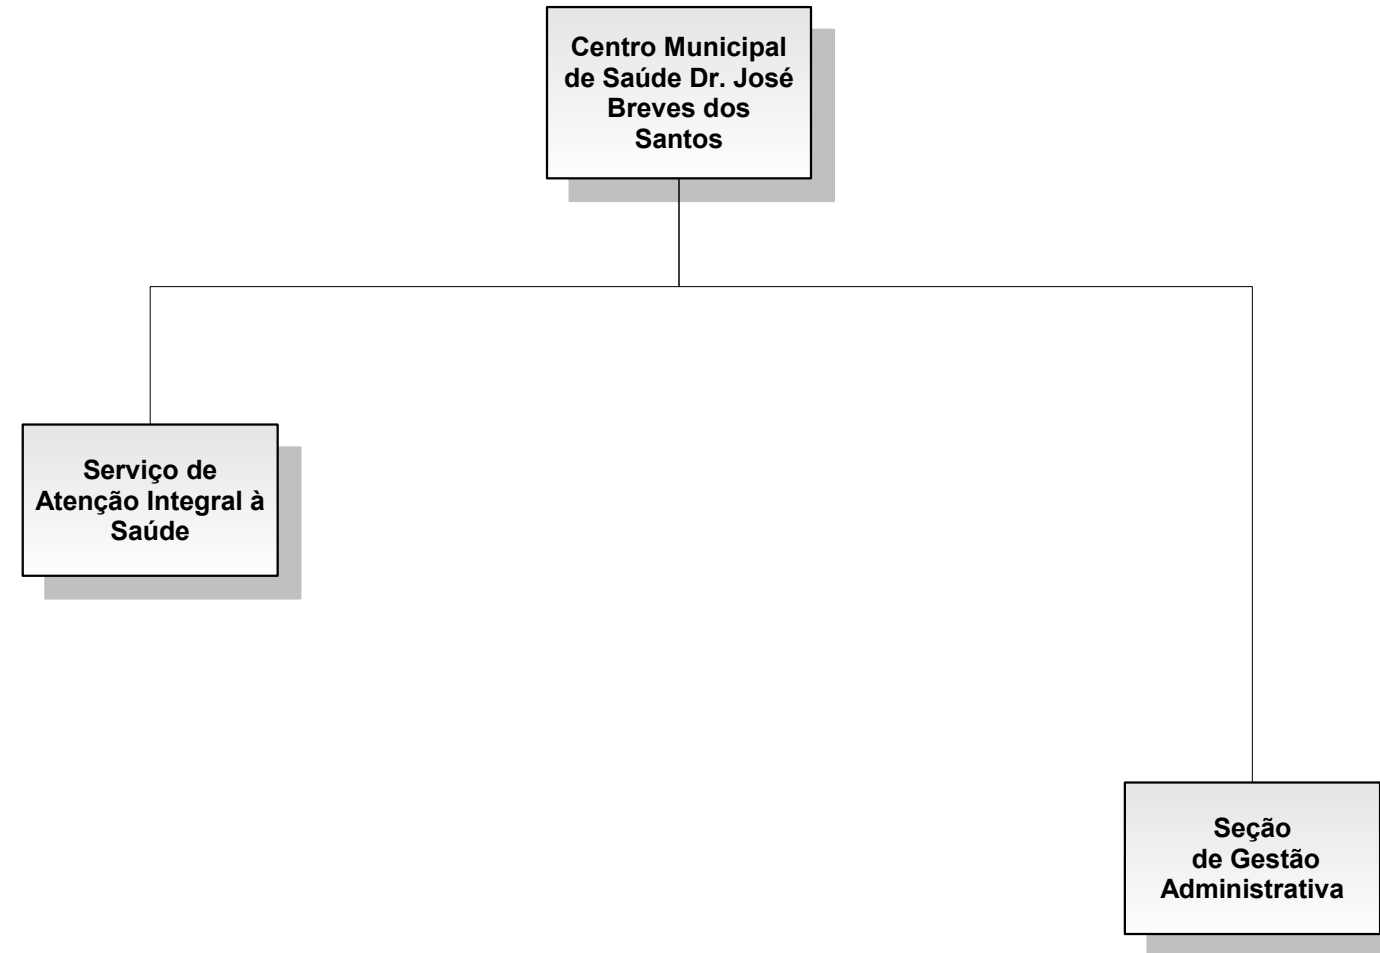 Centro Municipal
de Saúde Dr. José
Breves dos
Santos
Serviço de
Atenção Integral à
Saúde
Seção
de Gestão
Administrativa